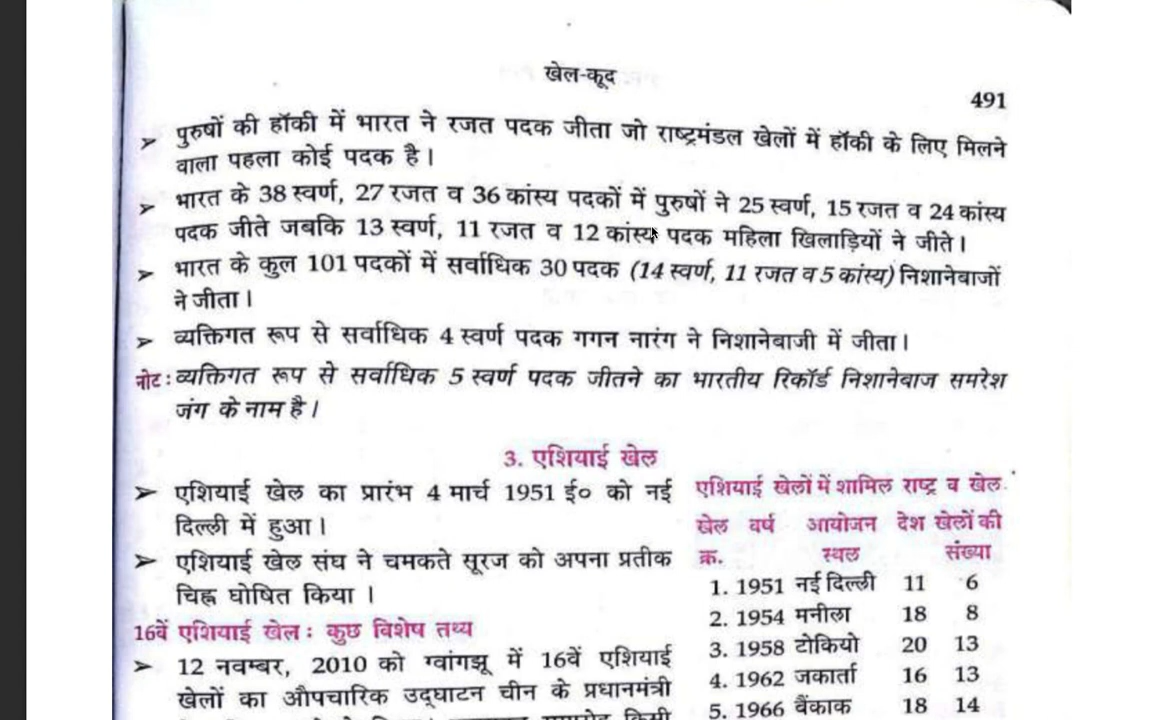 खेल-कूद
491
➢ पुरुषों की हॉकी में भारत ने रजत पदक जीता जो राष्ट्रमंडल खेलों में हॉकी के लिए मिलने
वाला पहला कोई पदक है।
➢ भारत के 38 स्वर्ण, 27 रजत व 36 कांस्य पदकों में पुरुषों ने 25 स्वर्ण, 15 रजत व 24 कांस्य
पदक जीते जबकि 13 स्वर्ण, 11 रजत व 12 कांस्य पदक महिला खिलाड़ियों ने जीते।
➢ भारत के कुल 101 पदकों में सर्वाधिक 30 पदक (14 स्वर्ण, 11 रजत व 5 कांस्य) निशानेबाजों
ने जीता।
➢ व्यक्तिगत रूप से सर्वाधिक 4 स्वर्ण पदक गगन नारंग ने निशानेबाजी में जीता।
नोट: व्यक्तिगत रूप से सर्वाधिक 5 स्वर्ण पदक जीतने का भारतीय रिकॉर्ड निशानेबाज समरेश
जंग के नाम है।
3. एशियाई खेल
➢ एशियाई खेल का प्रारंभ 4 मार्च 1951 ई० को नई
दिल्ली में हुआ।
➢ एशियाई खेल संघ ने चमकते सूरज को अपना प्रतीक
चिह्न घोषित किया।
16वें एशियाई खेल: कुछ विशेष तथ्य
➢ 12 नवम्बर, 2010 को ग्वांगझू में 16वें एशियाई
खेलों का औपचारिक उद्घाटन चीन के प्रधानमंत्री
एशियाई खेलों में शामिल राष्ट्र व खेल
खेल वर्ष आयोजन देश खेलों की
क्र. स्थल संख्या
1. 1951 नई दिल्ली 11 6
2. 1954 मनीला 18 8
3. 1958 टोकियो 20 13
4. 1962 जकार्ता 16 13
5. 1966 बैंकाक 18 14